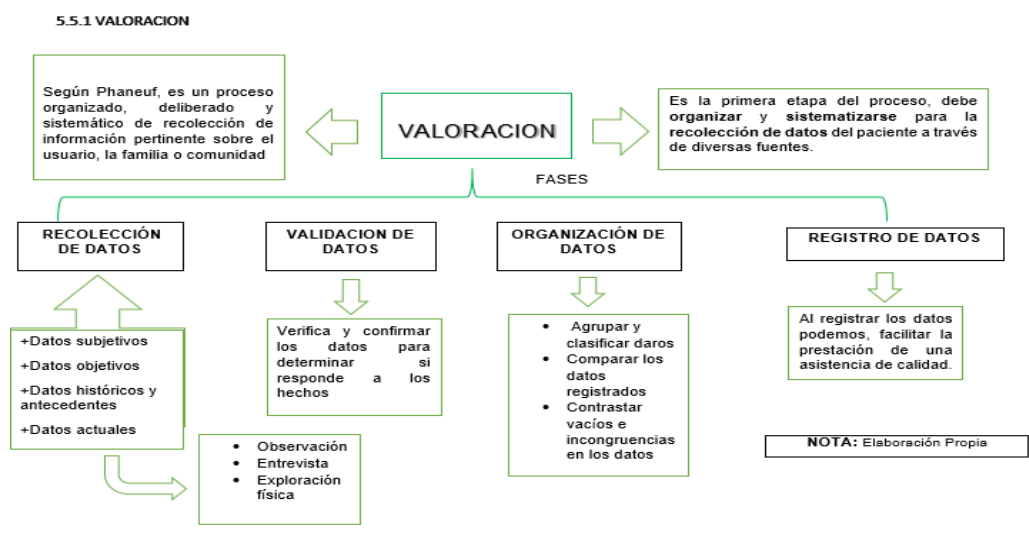 5.5.1 VALORACION
Según Phaneuf, es un proceso
organizado, deliberado y
sistemático de recolección de
información pertinente sobre el
usuario, la familia o comunidad
VALORACION
Es la primera etapa del proceso, debe
organizar y sistematizarse para la
recolección de datos del paciente a través
de diversas fuentes.
FASES
RECOLECCIÓN
DE DATOS
VALIDACION DE
DATOS
ORGANIZACIÓN DE
DATOS
REGISTRO DE DATOS
+Datos subjetivos
+Datos objetivos
+Datos históricos y
antecedentes
+Datos actuales
• Observación
• Entrevista
• Exploración
física
Verifica y confirmar
los datos para
determinar si
responde a los
hechos
• Agrupar y
clasificar daros
• Comparar los
datos
registrados
• Contrastar
vacíos e
incongruencias
en los datos
Al registrar los datos
podemos, facilitar la
prestación de una
asistencia de calidad.
NOTA: Elaboración Propia